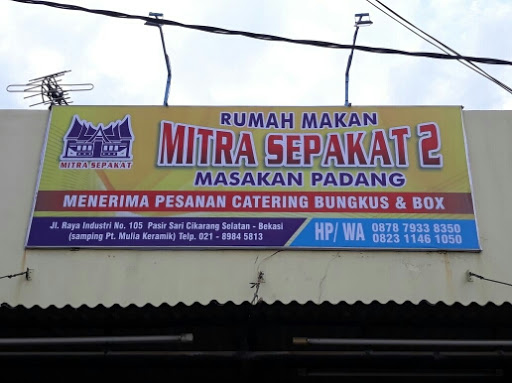 RUMAH MAKAN
MITRA SEPAKAT 2
MASAKAN PADANG
MITRA SEPAKAT
MENERIMA PESANAN CATERING BUNGKUS & BOX
Jl. Raya Industri No. 105 Pasir Sari Cikarang Selatan - Bekasi
(samping Pt. Mulia Keramik) Telp. 021 - 8984 5813
HP/ WA 0878 7933 8350
0823 1146 1050